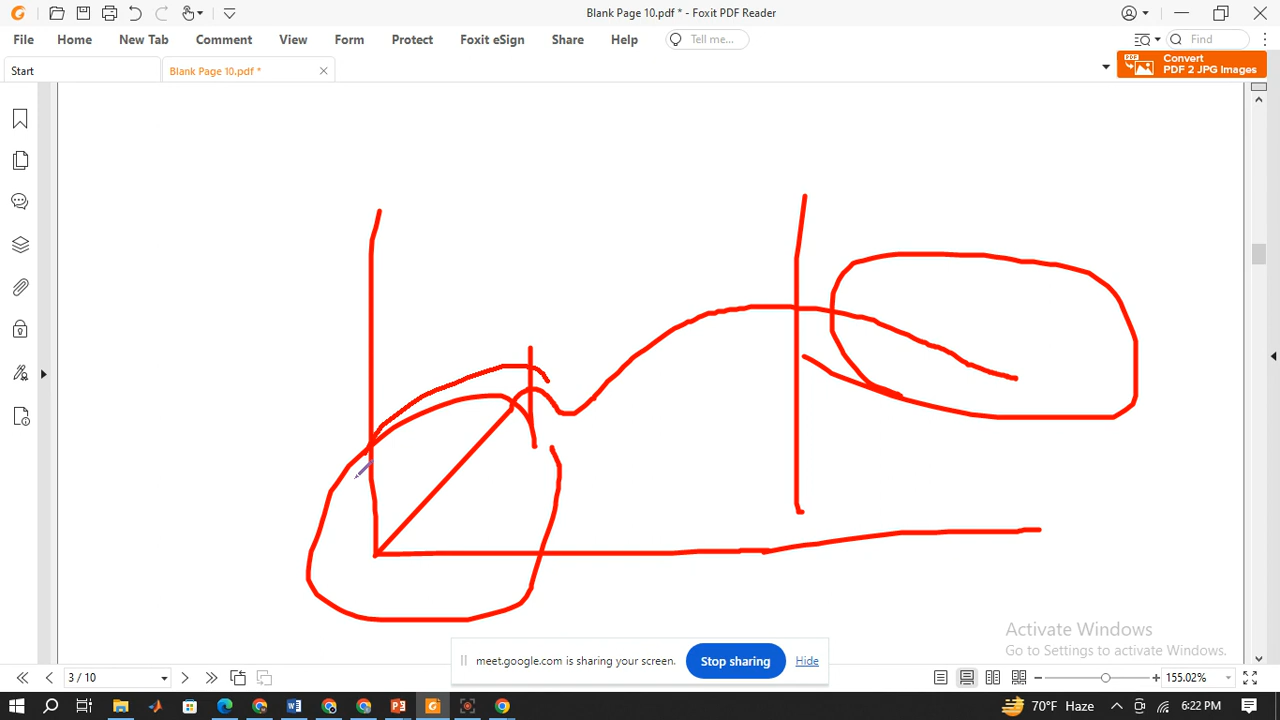 Blank Page 10.pdf * - Foxit PDF Reader
File Home New Tab Comment View Form Protect Foxit eSign Share Help Tell me... Find
Start Blank Page 10.pdf * Convert
PDF 2 JPG Images
PDF
Activate Windows
Go to Settings to activate Windows.
meet.google.com is sharing your screen. Stop sharing Hide
3 / 10 155.02%
70°F Haze 6:22 PM